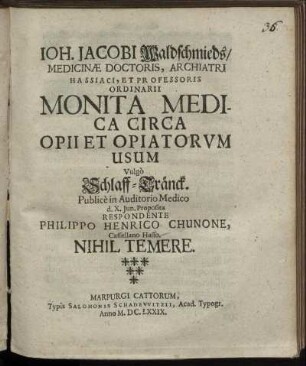 36.
IOH. JACOBI Waldschmieds/
MEDICINÆ DOCTORIS, ARCHIATRI
HASSIACI, ET PROFESSORIS
ORDINARII
MONITA MEDI-
CA CIRCA
OPII ET OPIATORVM
USUM
Vulgò
Schlaff-Tränck.
Publicè in Auditorio Medico
d. X. Jun. Proposita
RESPONDENTE
PHILIPPO HENRICO CHUNONE,
Cassellano Hasso.
NIHIL TEMERE.
MARPURGI CATTORUM,
Typis SALOMONIS SCHADEWITZII, Acad. Typogr.
Anno M. DC. LXXIX.